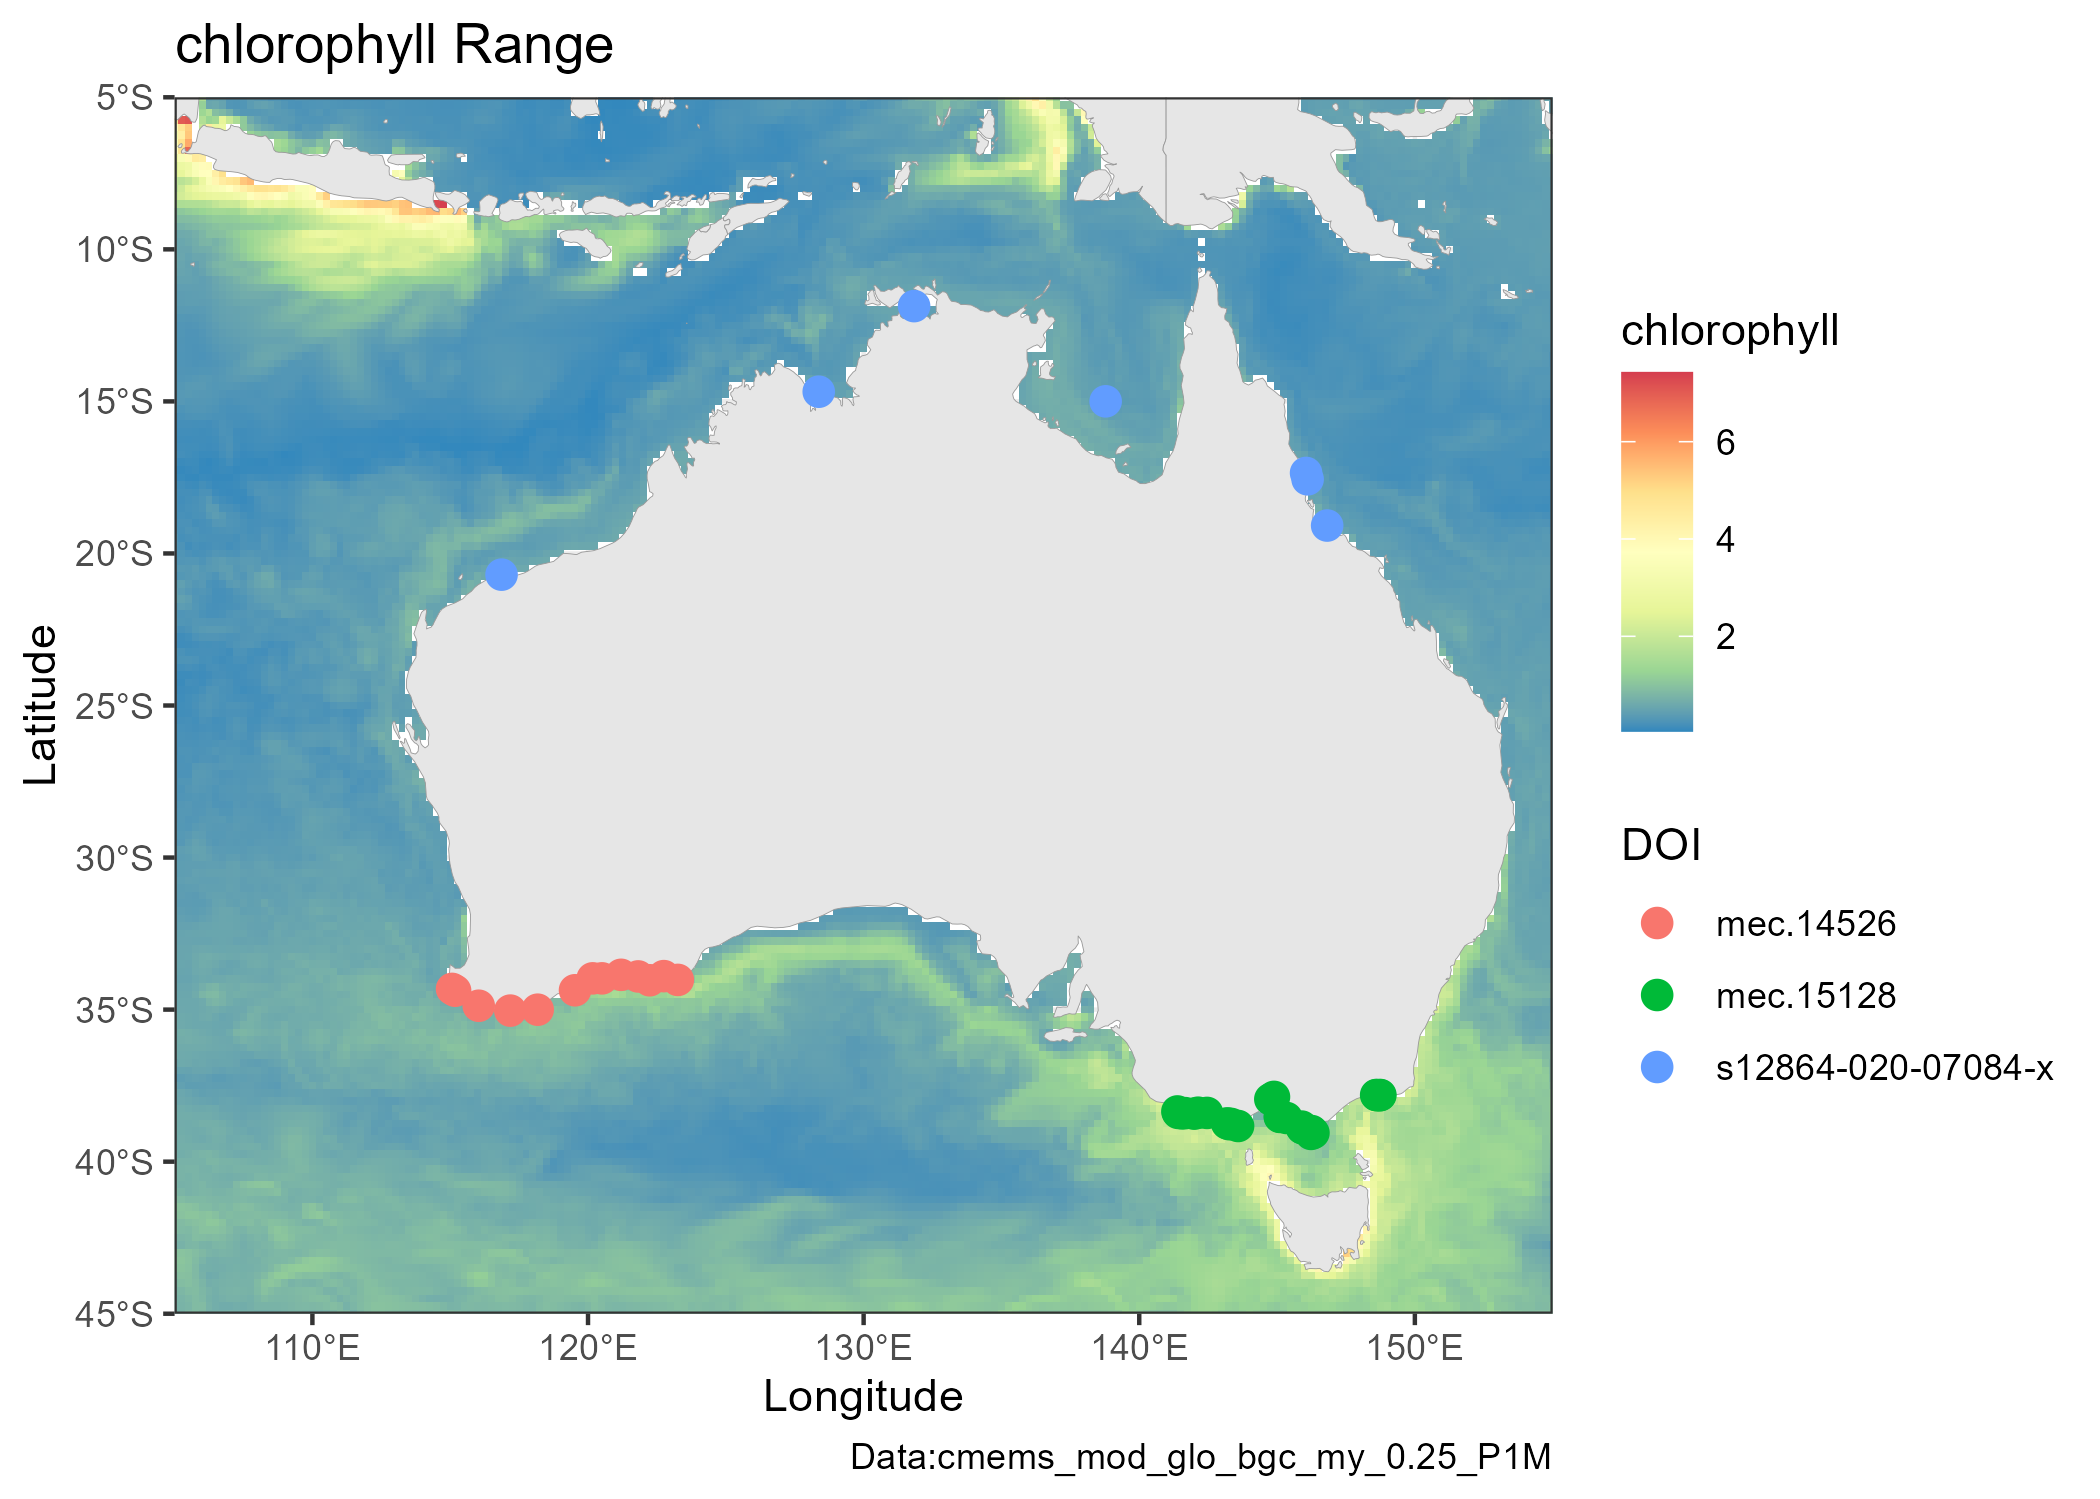 chlorophyll Range
5°S
10°S
15°S
20°S
25°S
30°S
35°S
40°S
45°S
Latitude
110°E
120°E
130°E
140°E
150°E
Longitude
chlorophyll
6
4
2
DOI
mec.14526
mec.15128
s12864-020-07084-x
Data:cmems_mod_glo_bgc_my_0.25_P1M